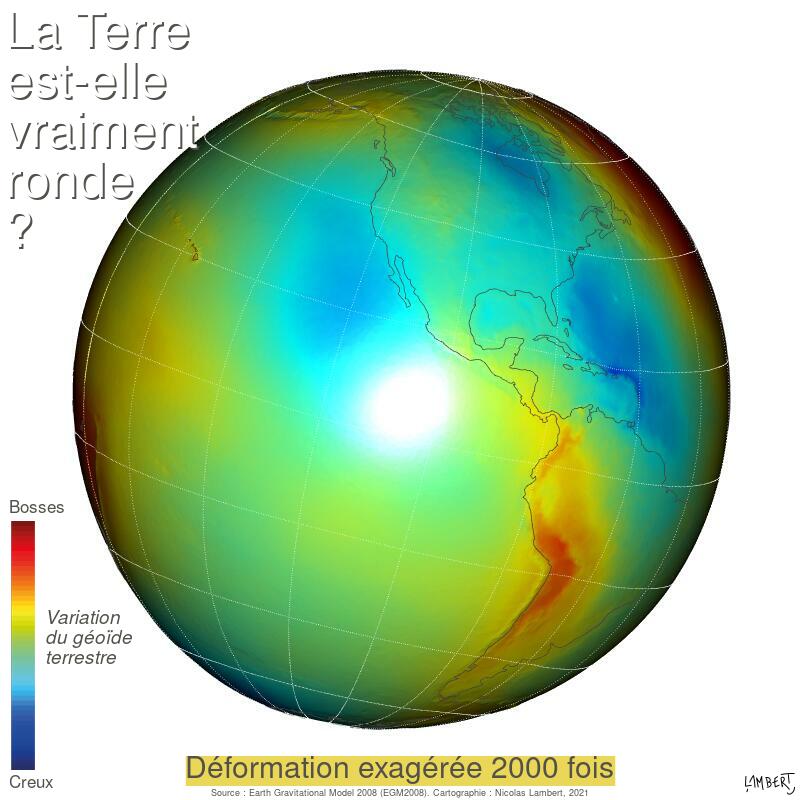 La Terre
est-elle
vraiment
ronde
?
Bosses
Variation
du géoïde
terrestre
Creux
Déformation exagérée 2000 fois
Source : Earth Gravitational Model 2008 (EGM2008). Cartographie : Nicolas Lambert, 2021
LAMBERT